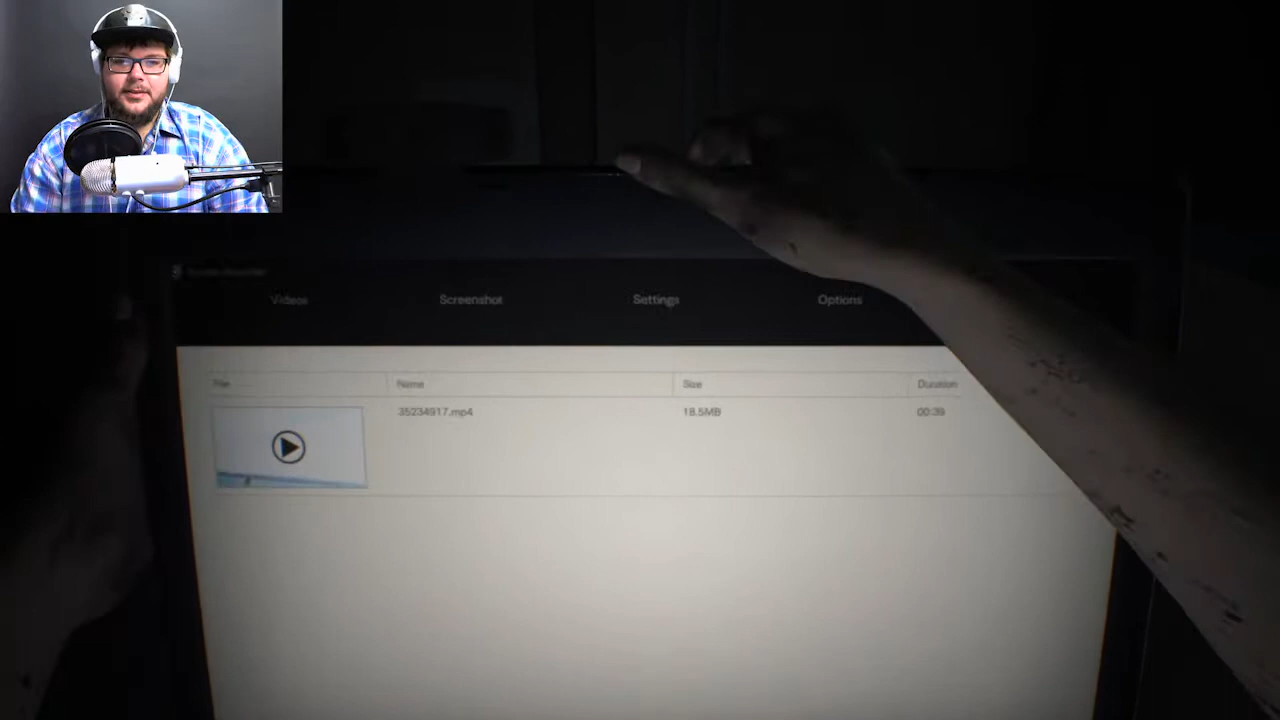 Videos Screenshot Settings Options
File Name Size Duration
35234917.mp4 18.5MB 00:39